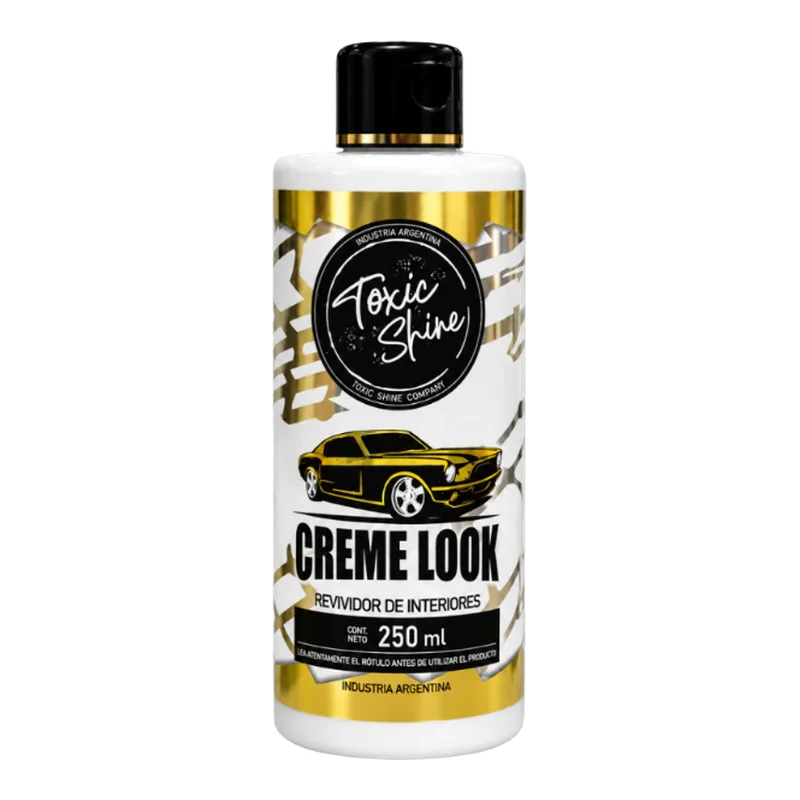 INDUSTRIA ARGENTINA
Toxic
Shine
TOXIC SHINE COMPANY
CREME LOOK
REVIVIDOR DE INTERIORES
CONT.
NETO
250 ml
LEA ATENTAMENTE EL RÓTULO ANTES DE UTILIZAR EL PRODUCTO
INDUSTRIA ARGENTINA